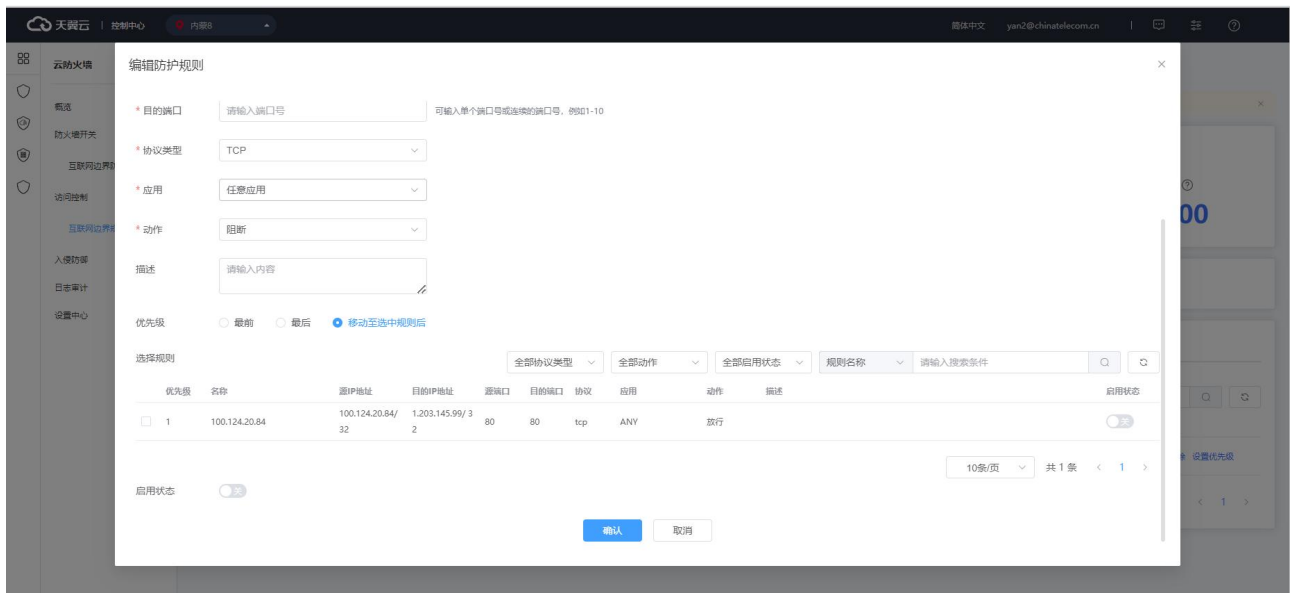 天翼云 | 控制中心 内蒙8 简体中文 yan2@chinatelecom.cn
云防火墙
概览
防火墙开关
互联网边界防
访问控制
互联网边界规
入侵防御
日志审计
设置中心
编辑防护规则
* 目的端口 请输入端口号 可输入单个端口号或连续的端口号，例如1-10
* 协议类型 TCP
* 应用 任意应用
* 动作 阻断
描述 请输入内容
优先级 最前 最后 移动至选中规则后
选择规则 全部协议类型 全部动作 全部启用状态 规则名称 请输入搜索条件
优先级 名称 源IP地址 目的IP地址 源端口 目的端口 协议 应用 动作 描述 启用状态
1 100.124.20.84 100.124.20.84/32 1.203.145.99/32 80 80 tcp ANY 放行 关
10条/页 共 1 条 < 1 >
启用状态 关
确认 取消
00
设置优先级
< 1 >